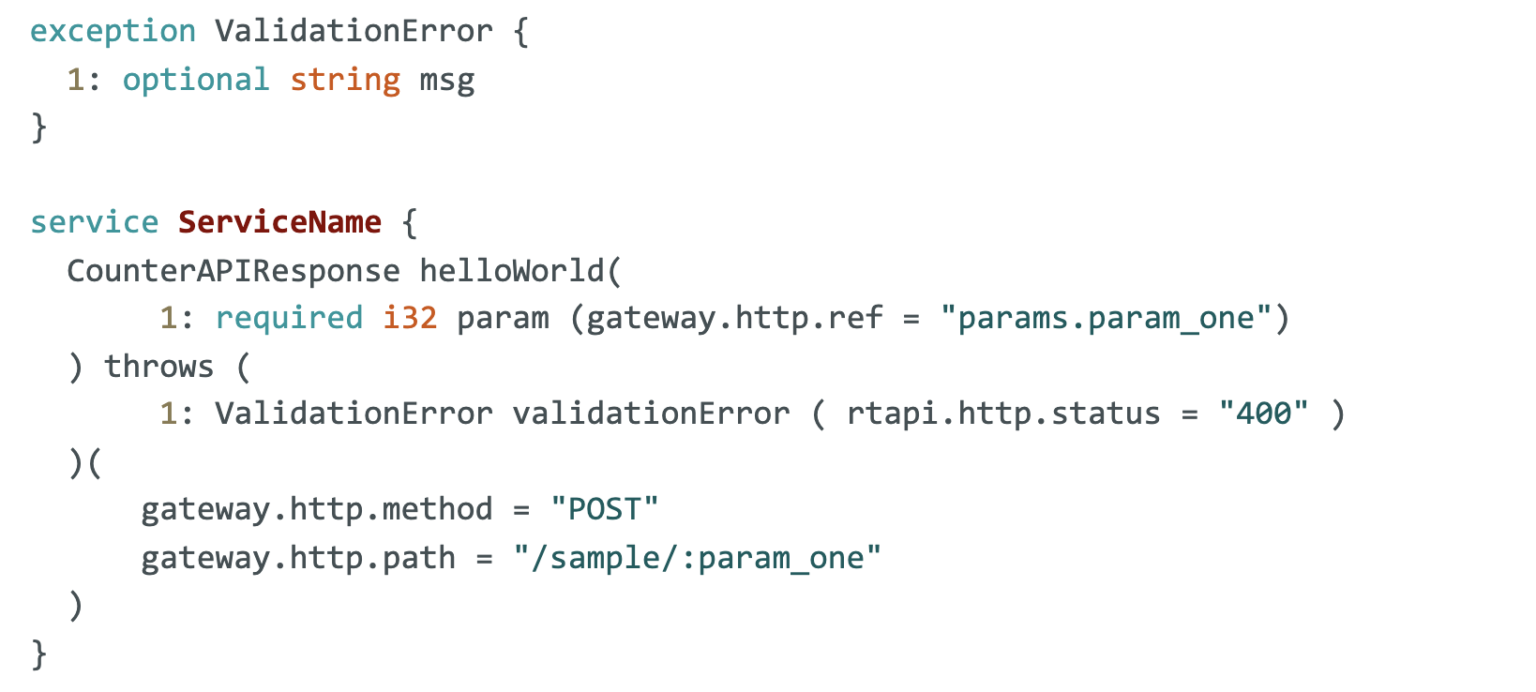 exception ValidationError {
  1: optional string msg
}

service ServiceName {
  CounterAPIResponse helloWorld(
       1: required i32 param (gateway.http.ref = "params.param_one")
  ) throws (
       1: ValidationError validationError ( rtapi.http.status = "400" )
  )(
      gateway.http.method = "POST"
      gateway.http.path = "/sample/:param_one"
  )
}